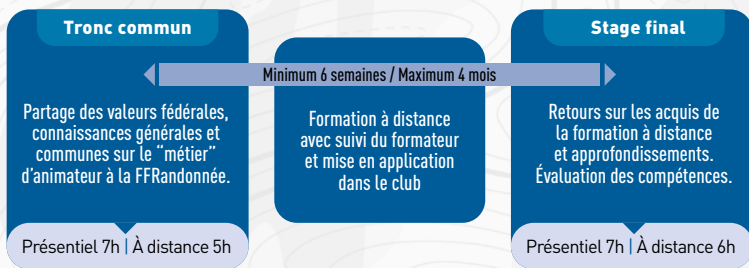 Tronc commun
Partage des valeurs fédérales,
connaissances générales et
communes sur le “métier”
d’animateur à la FFRandonnée.
Présentiel 7h | À distance 5h
Minimum 6 semaines / Maximum 4 mois
Formation à distance
avec suivi du formateur
et mise en application
dans le club
Stage final
Retours sur les acquis de
la formation à distance
et approfondissements.
Évaluation des compétences.
Présentiel 7h | À distance 6h